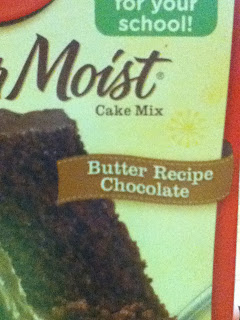 for your
school!
r Moist®
Cake Mix
Butter Recipe
Chocolate